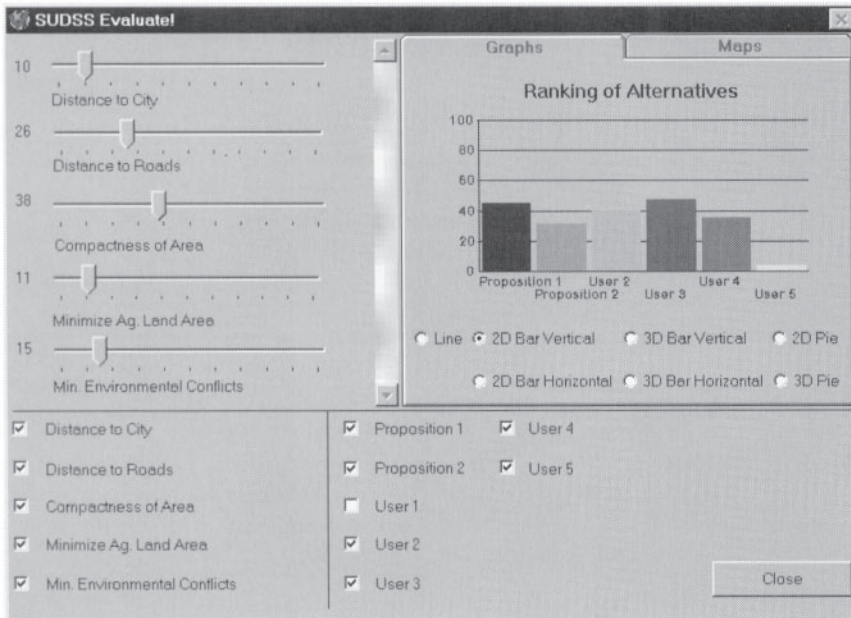 SUDSS Evaluate!
10
Distance to City
26
Distance to Roads
38
Compactness of Area
11
Minimize Ag. Land Area
15
Min. Environmental Conflicts
Graphs Maps
Ranking of Alternatives
100
80
60
40
20
0
Proposition 1 User 2 User 4
Proposition 2 User 3 User 5
Line 2D Bar Vertical 3D Bar Vertical 2D Pie
2D Bar Horizontal 3D Bar Horizontal 3D Pie
Distance to City
Distance to Roads
Compactness of Area
Minimize Ag. Land Area
Min. Environmental Conflicts
Proposition 1 User 4
Proposition 2 User 5
User 1
User 2
User 3
Close